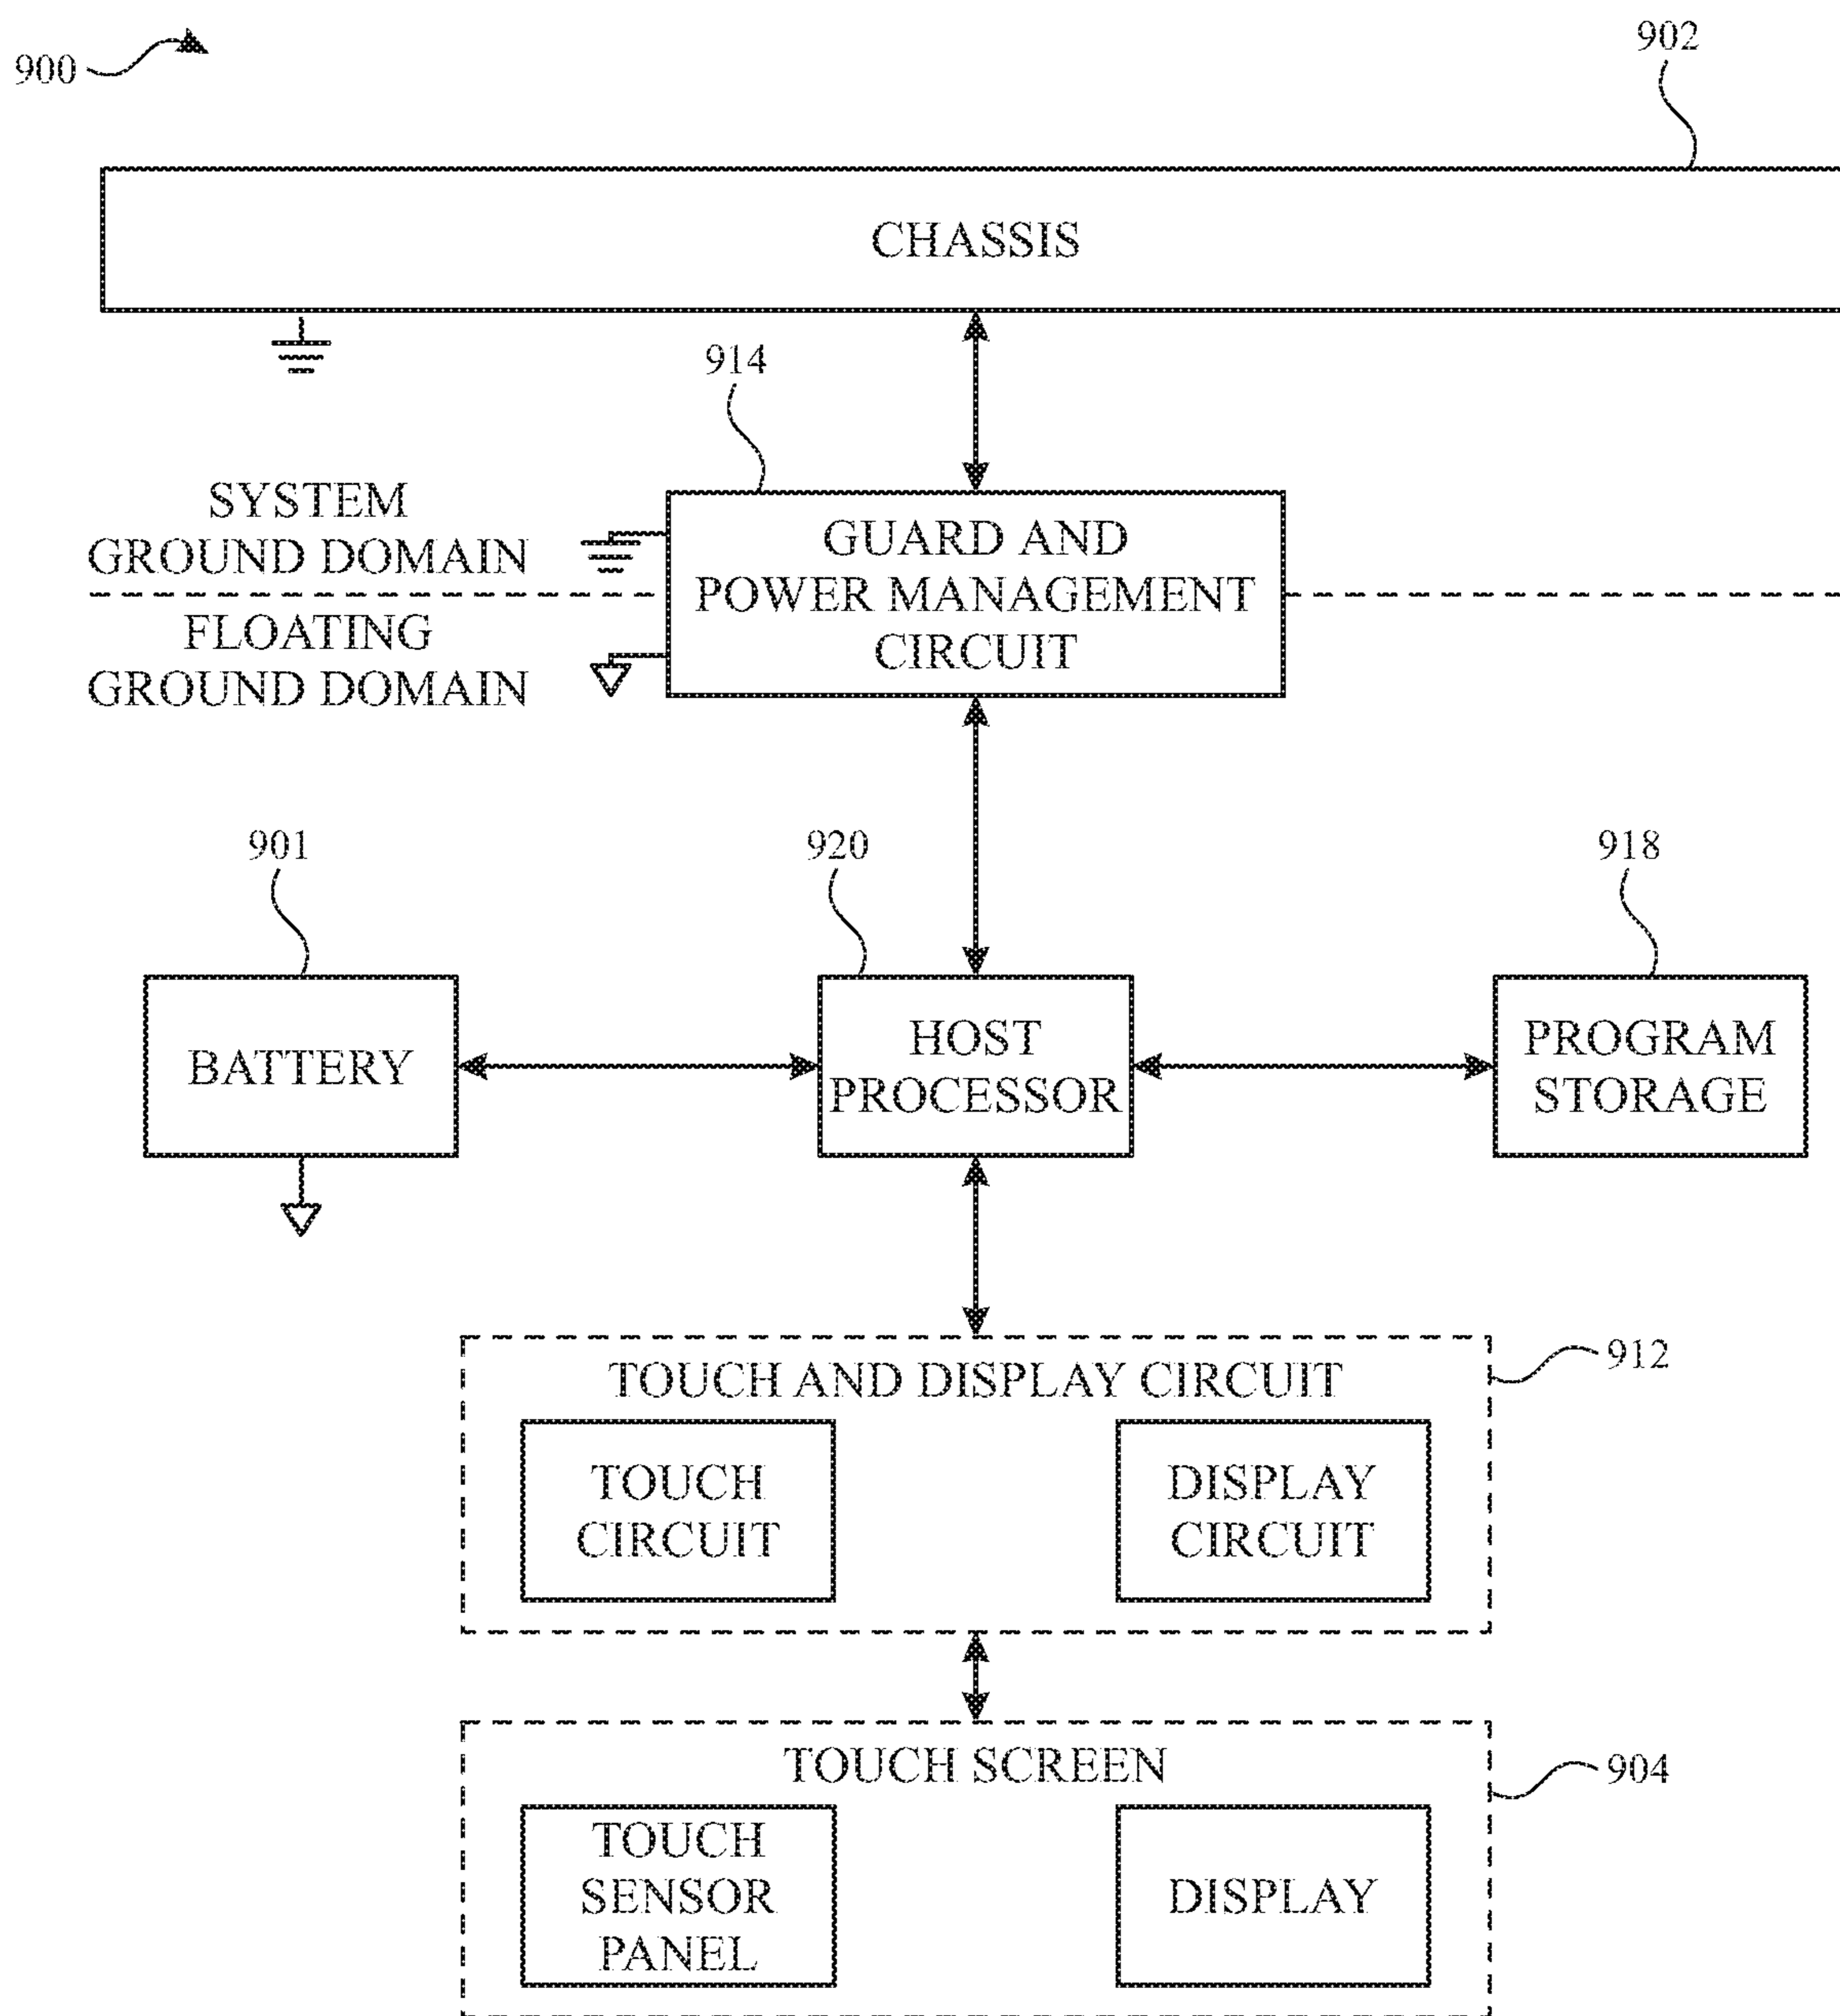 900
902
CHASSIS
914
SYSTEM
GROUND DOMAIN
FLOATING
GROUND DOMAIN
GUARD AND
POWER MANAGEMENT
CIRCUIT
901
920
918
BATTERY
HOST
PROCESSOR
PROGRAM
STORAGE
912
TOUCH AND DISPLAY CIRCUIT
TOUCH
CIRCUIT
DISPLAY
CIRCUIT
904
TOUCH SCREEN
TOUCH
SENSOR
PANEL
DISPLAY